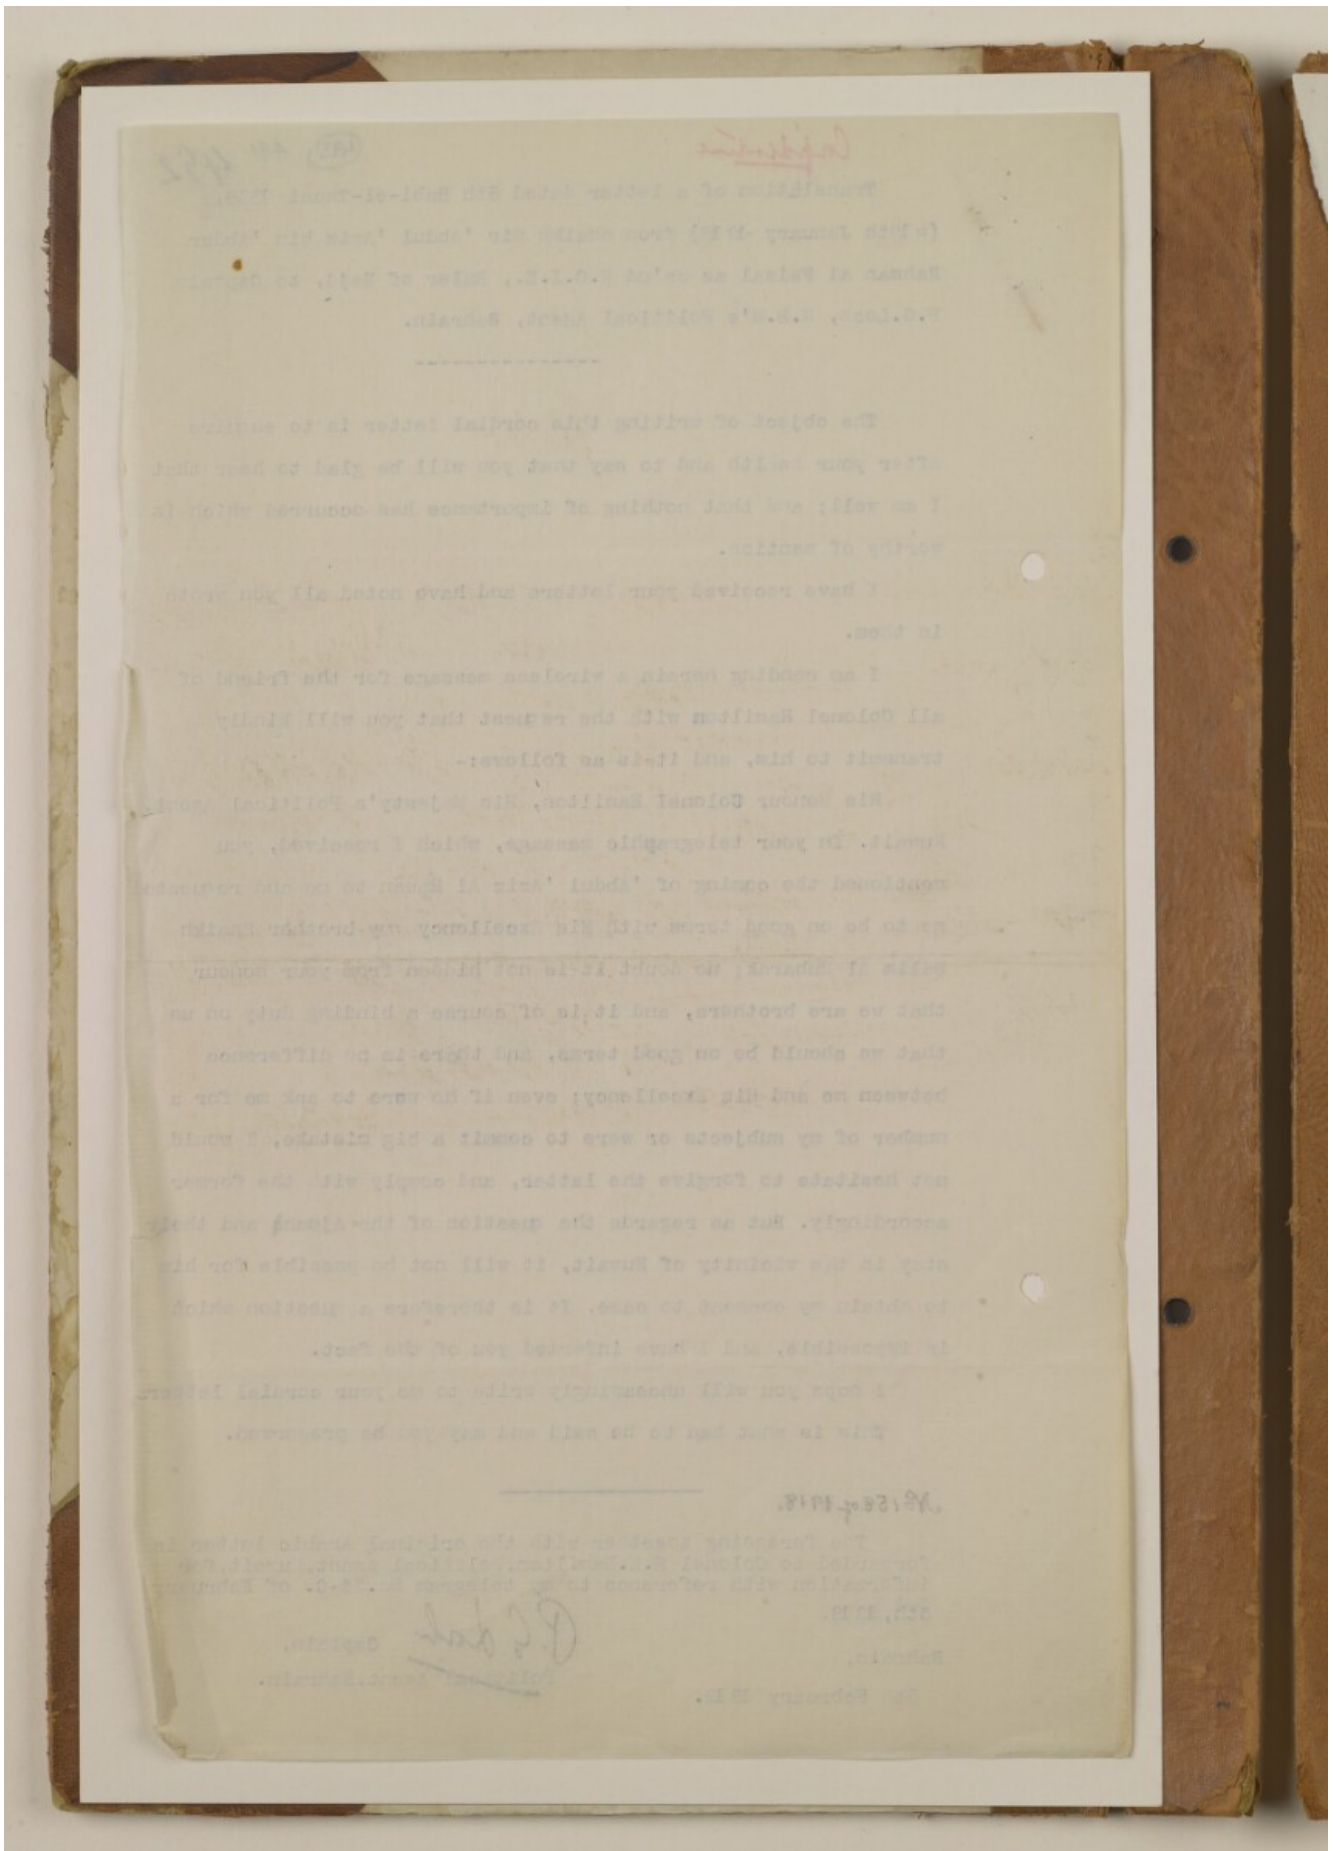 Confidential
452
Translation of a letter dated 8th Rabi-el-Thani 1336,
(=19th January 1918) from Shaikh Sir 'Abdul 'Aziz bin 'Abdur
Rahman al Faisal as Sa'ud K.C.I.E., Ruler of Nejd, to Captain
P.G.Loch, H.B.M's Political Agent, Bahrain.
The object of writing this cordial letter is to enquire
after your health and to say that you will be glad to hear that
I am well; and that nothing of importance has occurred which is
worthy of mention.
I have received your letters and have noted all you wrote
in them.
I am sending herein a wireless message for the friend of
all Colonel Hamilton with the request that you will kindly
transmit to him, and it is as follows:-
His Honour Colonel Hamilton, His Majesty's Political Agent,
Kuwait. In your telegraphic message, which I received, you
mentioned the coming of 'Abdul 'Aziz Al to me and requested
me to be on good terms with His Excellency my brother Shaikh
Salim al Mubarak; no doubt it is not hidden from your honour
that we are brothers, and it is of course a binding duty on us
that we should be on good terms, and there is no difference
between me and His Excellency; even if he were to ask me for a
number of my subjects or were to commit a big mistake, I would
not hesitate to forgive the latter, and comply with the former
accordingly. But as regards the question of the Ajman and their
stay in the vicinity of Kuwait, it will not be possible for him
to obtain my consent to same. It is therefore a question which
is impossible, and I have informed you of the fact.
I hope you will unceasingly write to me your cordial letters
This is what had to be said and may you be preserved.
No 158 of 1918.
The foregoing together with the original Arabic letter is
forwarded to Colonel R.E.Hamilton, Political Agent, Kuwait, for
information with reference to my telegram No. of February
8th, 1918.
P.G. Loch Captain,
Bahrain, Political Agent, Bahrain.
February 1918.